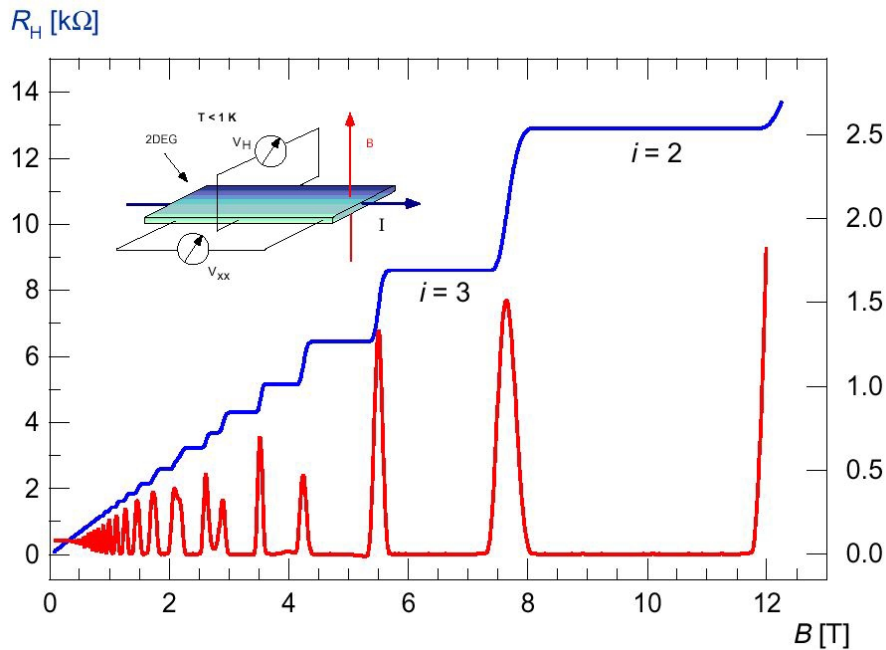 R_H [kΩ]
14
12
10
8
6
4
2
0
T < 1 K
2DEG
V_H
B
I
V_xx
i = 2
i = 3
2.5
2.0
1.5
1.0
0.5
0.0
0 2 4 6 8 10 12
B [T]